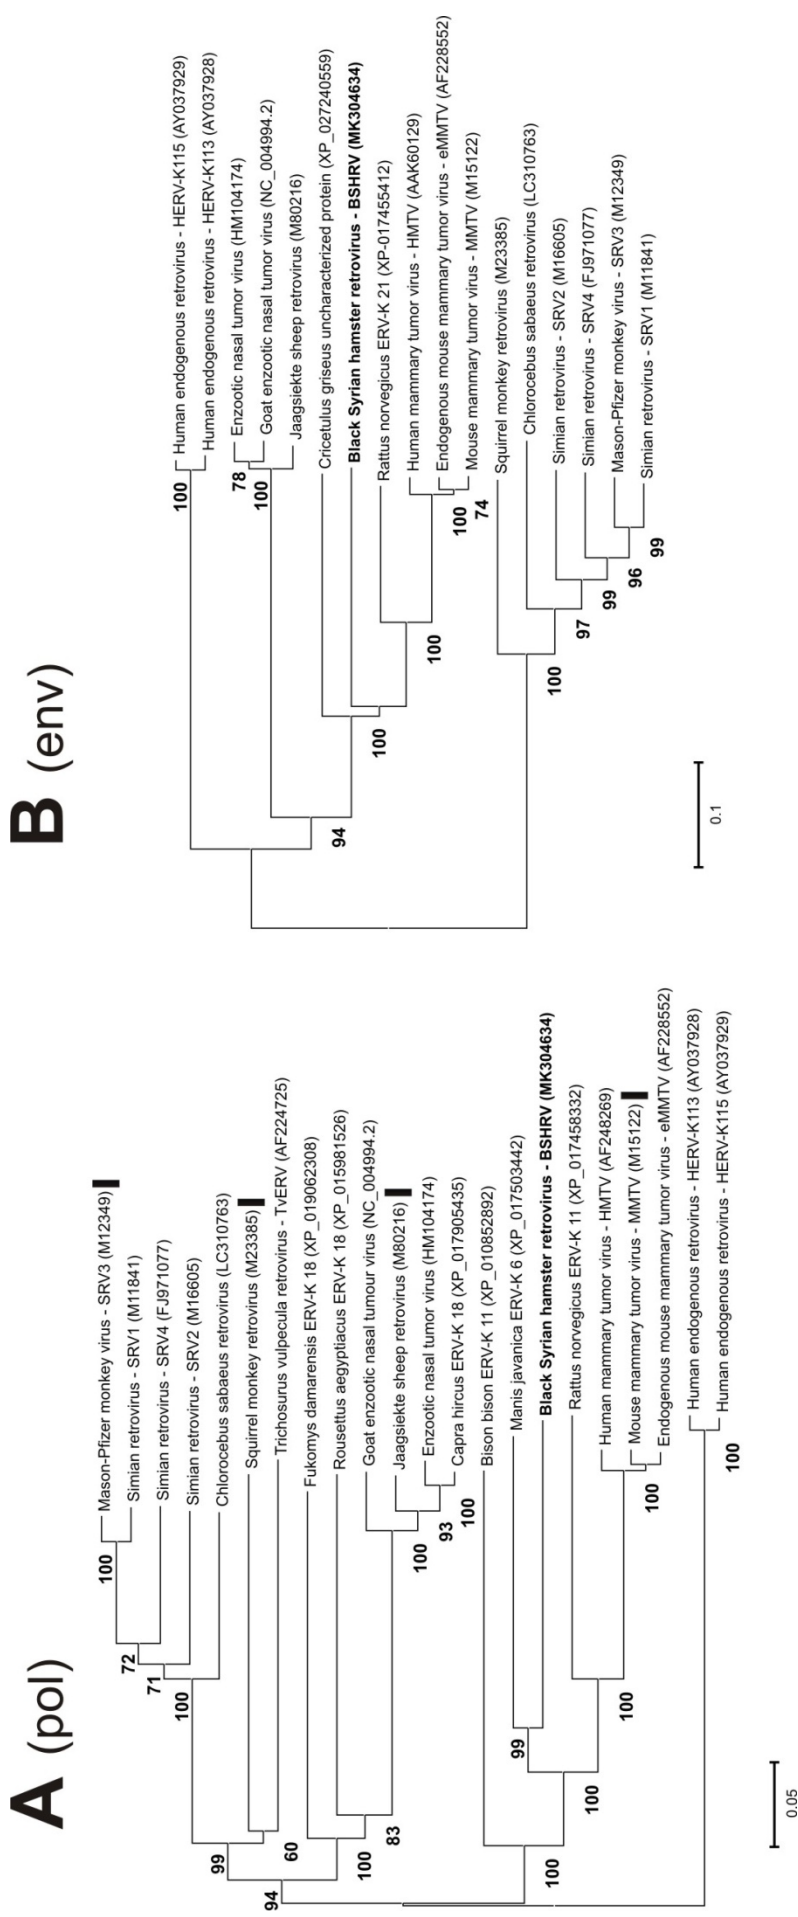 A (pol)
Mason-Pfizer monkey virus - SRV3 (M12349)
Simian retrovirus - SRV1 (M11841)
Simian retrovirus - SRV4 (FJ971077)
Simian retrovirus - SRV2 (M16605)
Chlorocebus sabaeus retrovirus (LC310763)
Squirrel monkey retrovirus (M23385)
Trichosurus vulpecula retrovirus - TvERV (AF224725)
Fukomys damarensis ERV-K 18 (XP_019062308)
Rousettus aegyptiacus ERV-K 18 (XP_015981526)
Goat enzootic nasal tumour virus (NC_004994.2)
Jaagsiekte sheep retrovirus (M80216)
Enzootic nasal tumor virus (HM104174)
Capra hircus ERV-K 18 (XP_017905435)
Bison bison ERV-K 11 (XP_010852892)
Manis javanica ERV-K 6 (XP_017503442)
Black Syrian hamster retrovirus - BSHRV (MK304634)
Rattus norvegicus ERV-K 11 (XP_017458332)
Human mammary tumor virus - HMTV (AF248269)
Mouse mammary tumor virus - MMTV (M15122)
Endogenous mouse mammary tumor virus - eMMTV (AF228552)
Human endogenous retrovirus - HERV-K113 (AY037928)
Human endogenous retrovirus - HERV-K115 (AY037929)
100
72
71
100
99
60
94
100
83
100
93
100
99
100
100
100
100
100
0.05
B (env)
Human endogenous retrovirus - HERV-K115 (AY037929)
Human endogenous retrovirus - HERV-K113 (AY037928)
Enzootic nasal tumor virus (HM104174)
Goat enzootic nasal tumor virus (NC_004994.2)
Jaagsiekte sheep retrovirus (M80216)
Cricetulus griseus uncharacterized protein (XP_027240559)
Black Syrian hamster retrovirus - BSHRV (MK304634)
Rattus norvegicus ERV-K 21 (XP-017455412)
Human mammary tumor virus - HMTV (AAK60129)
Endogenous mouse mammary tumor virus - eMMTV (AF228552)
Mouse mammary tumor virus - MMTV (M15122)
Squirrel monkey retrovirus (M23385)
Chlorocebus sabaeus retrovirus (LC310763)
Simian retrovirus - SRV2 (M16605)
Simian retrovirus - SRV4 (FJ971077)
Mason-Pfizer monkey virus - SRV3 (M12349)
Simian retrovirus - SRV1 (M11841)
100
78
100
94
100
100
100
74
100
97
99
96
99
0.1